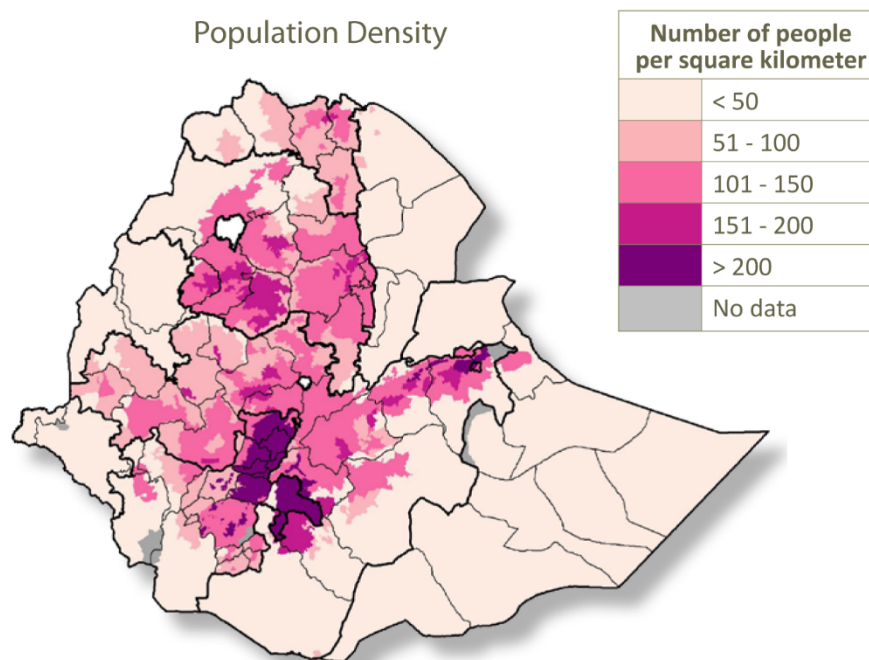 Population Density
Number of people
per square kilometer
< 50
51 - 100
101 - 150
151 - 200
> 200
No data